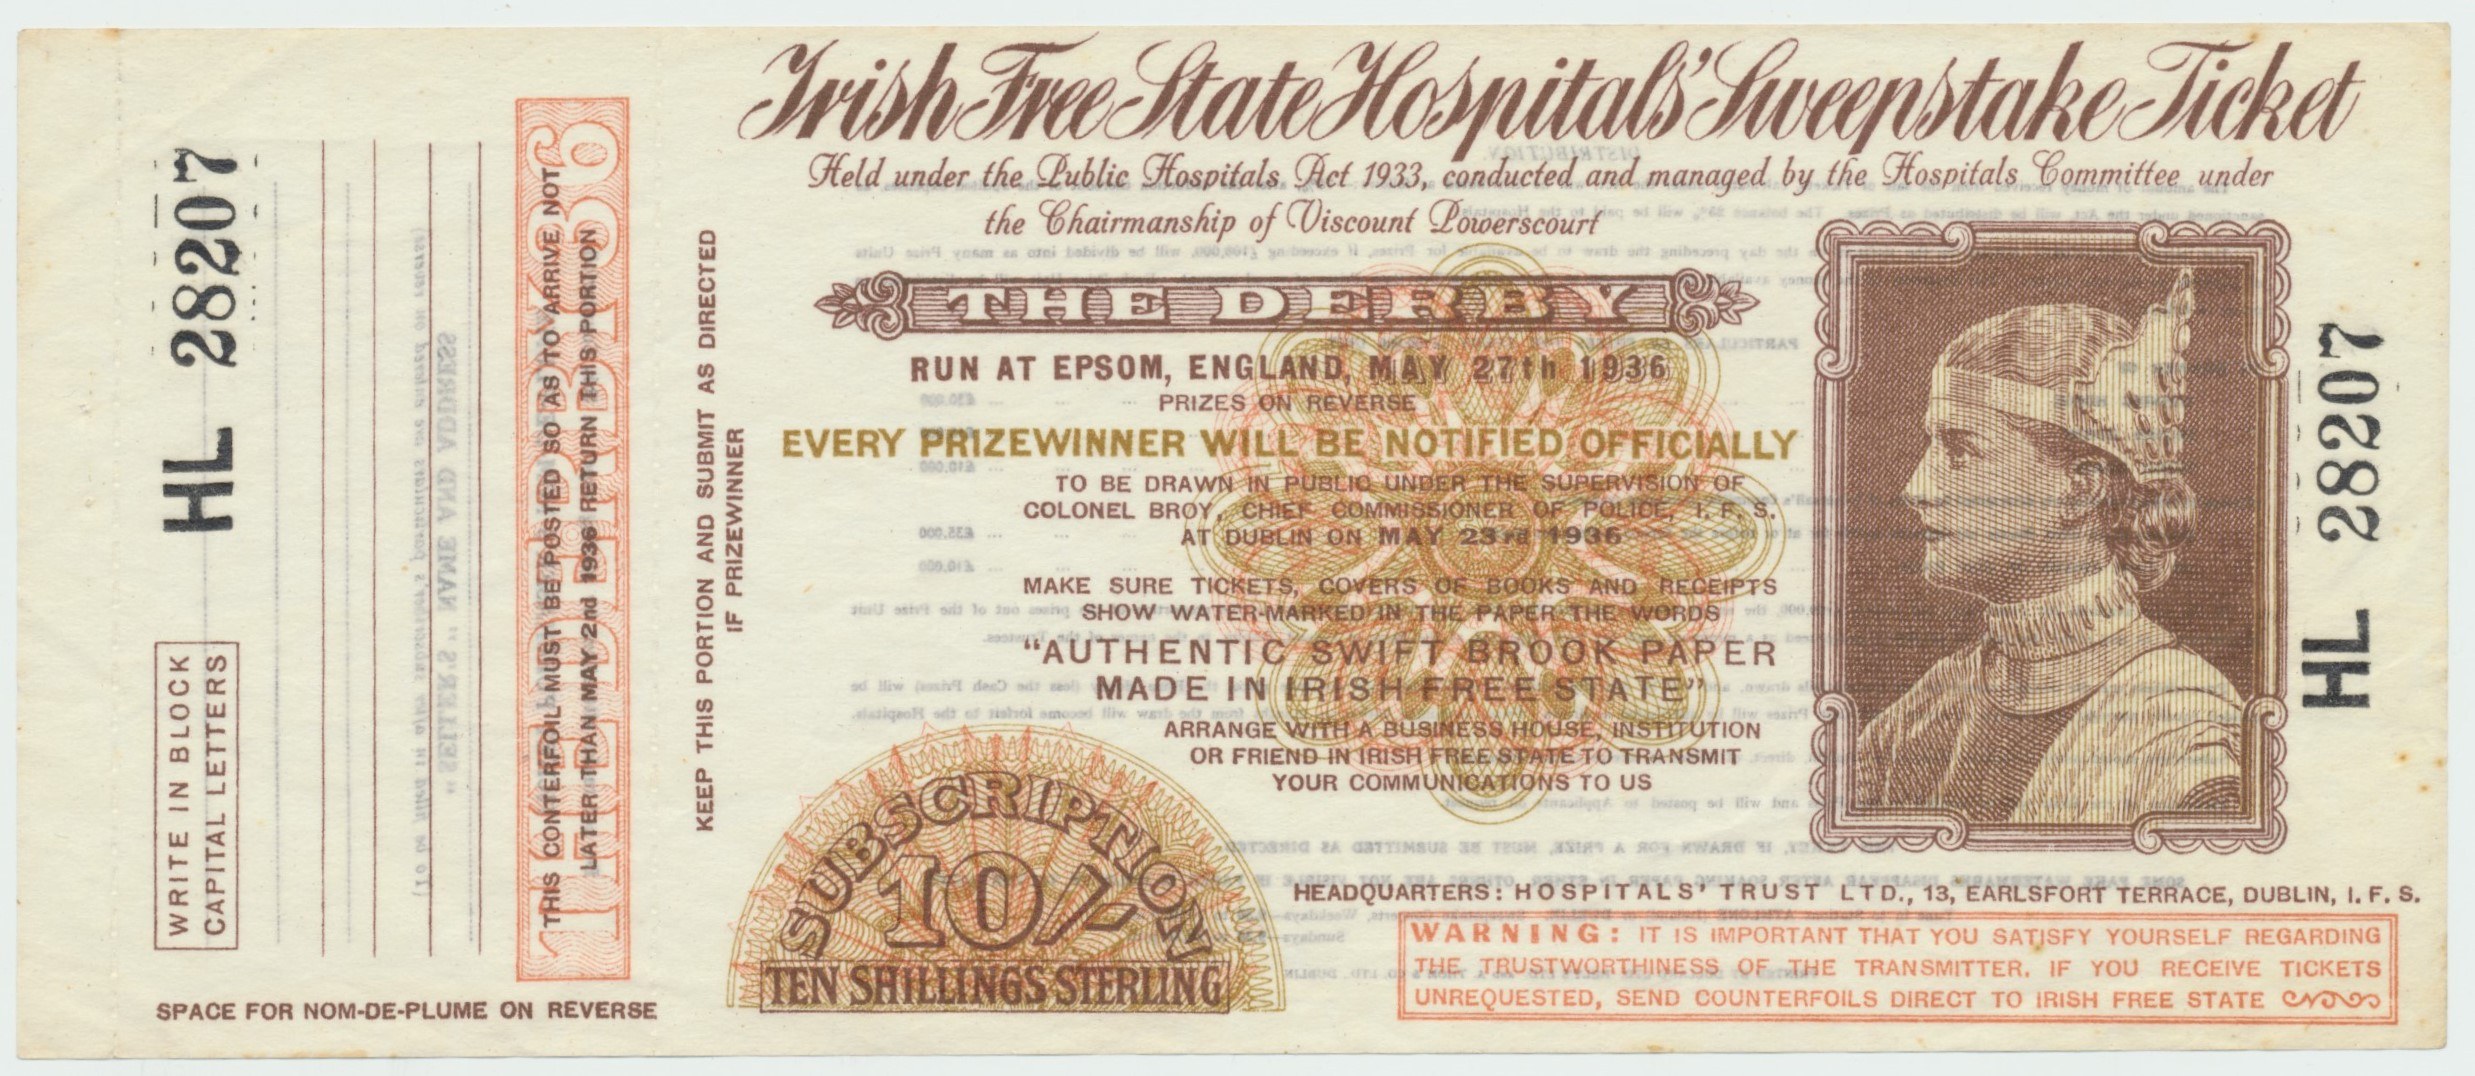 Irish Free State Hospitals' Sweepstake Ticket
Held under the Public Hospitals Act 1933, conducted and managed by the Hospitals Committee under
the Chairmanship of Viscount Powerscourt
THE DERBY
RUN AT EPSOM, ENGLAND, MAY 27th 1936
PRIZES ON REVERSE
EVERY PRIZEWINNER WILL BE NOTIFIED OFFICIALLY
TO BE DRAWN IN PUBLIC UNDER THE SUPERVISION OF
COLONEL BROY, CHIEF COMMISSIONER OF POLICE, I. F. S.
AT DUBLIN ON MAY 23rd 1936
MAKE SURE TICKETS, COVERS OF BOOKS AND RECEIPTS
SHOW WATER-MARKED IN THE PAPER THE WORDS
"AUTHENTIC SWIFT BROOK PAPER
MADE IN IRISH FREE STATE"
ARRANGE WITH A BUSINESS HOUSE, INSTITUTION
OR FRIEND IN IRISH FREE STATE TO TRANSMIT
YOUR COMMUNICATIONS TO US
SUBSCRIPTION
10/-
TEN SHILLINGS STERLING
HEADQUARTERS: HOSPITALS' TRUST LTD., 13, EARLSFORT TERRACE, DUBLIN, I. F. S.
WARNING: IT IS IMPORTANT THAT YOU SATISFY YOURSELF REGARDING
THE TRUSTWORTHINESS OF THE TRANSMITTER. IF YOU RECEIVE TICKETS
UNREQUESTED, SEND COUNTERFOILS DIRECT TO IRISH FREE STATE
HL 28207
KEEP THIS PORTION AND SUBMIT AS DIRECTED
IF PRIZEWINNER
THE DERBY 1936
THIS COUNTERFOIL MUST BE POSTED SO AS TO ARRIVE NOT
LATER THAN MAY 2nd 1936 RETURN THIS PORTION
HL 28207
WRITE IN BLOCK
CAPITAL LETTERS
SPACE FOR NOM-DE-PLUME ON REVERSE
"SELLER'S" NAME AND ADDRESS